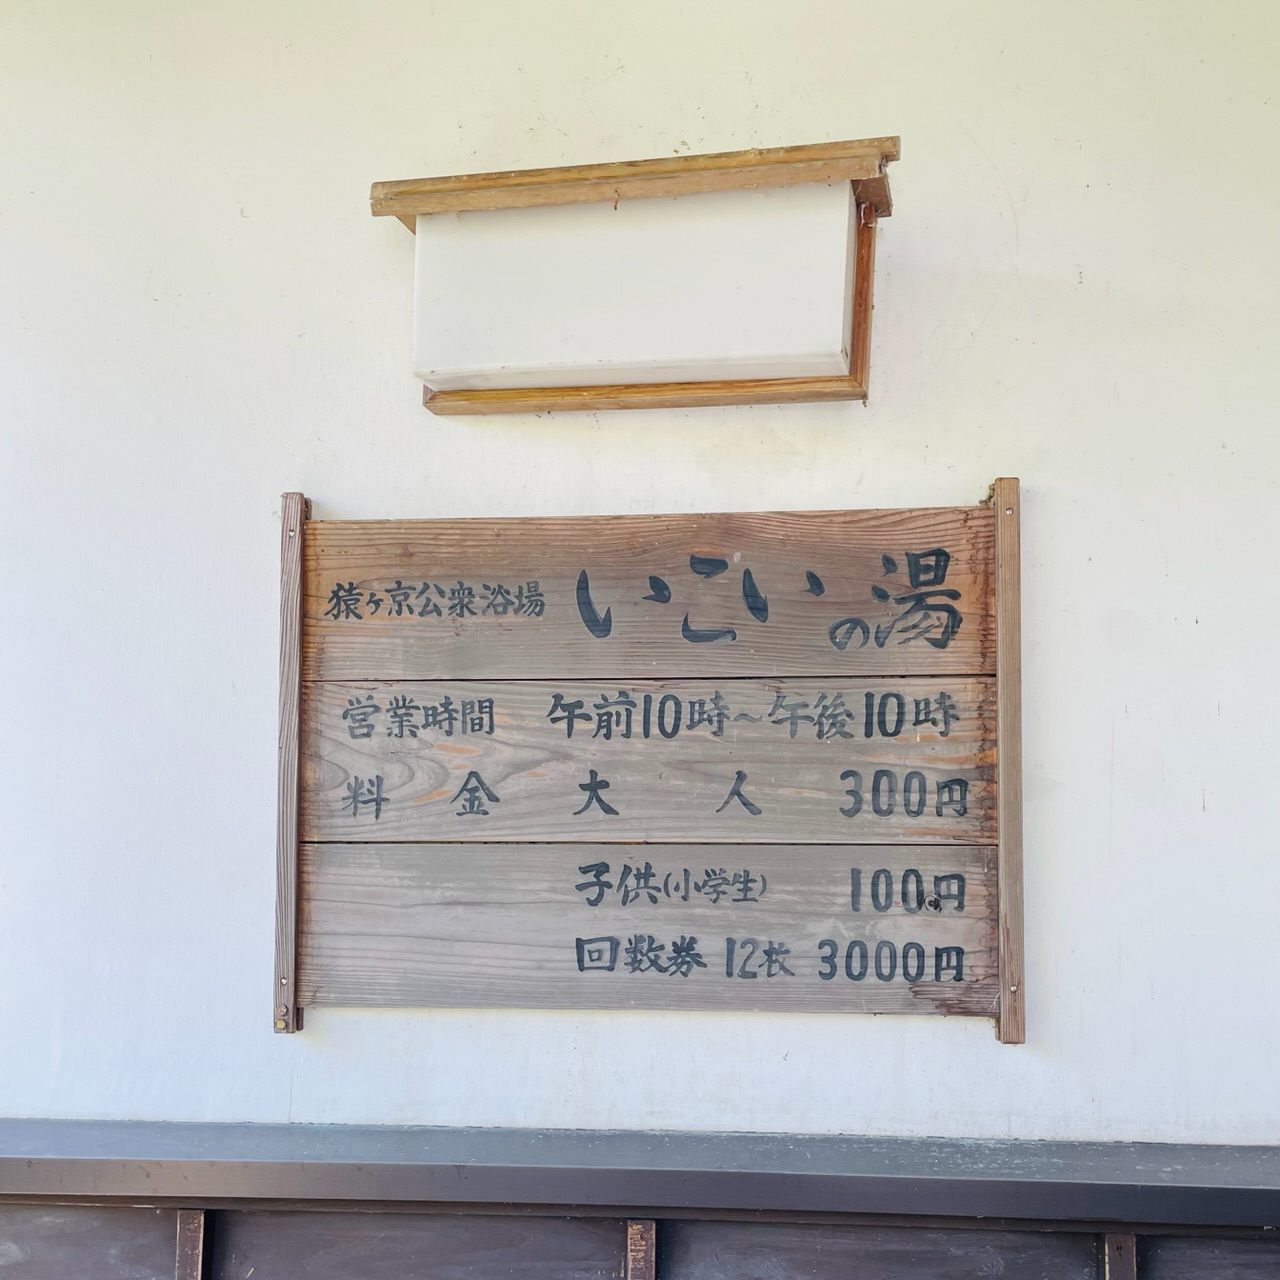 猿ヶ京公衆浴場 いこいの湯
営業時間 午前10時~午後10時
料金 大人 300円
子供(小学生) 100円
回数券 12枚 3000円